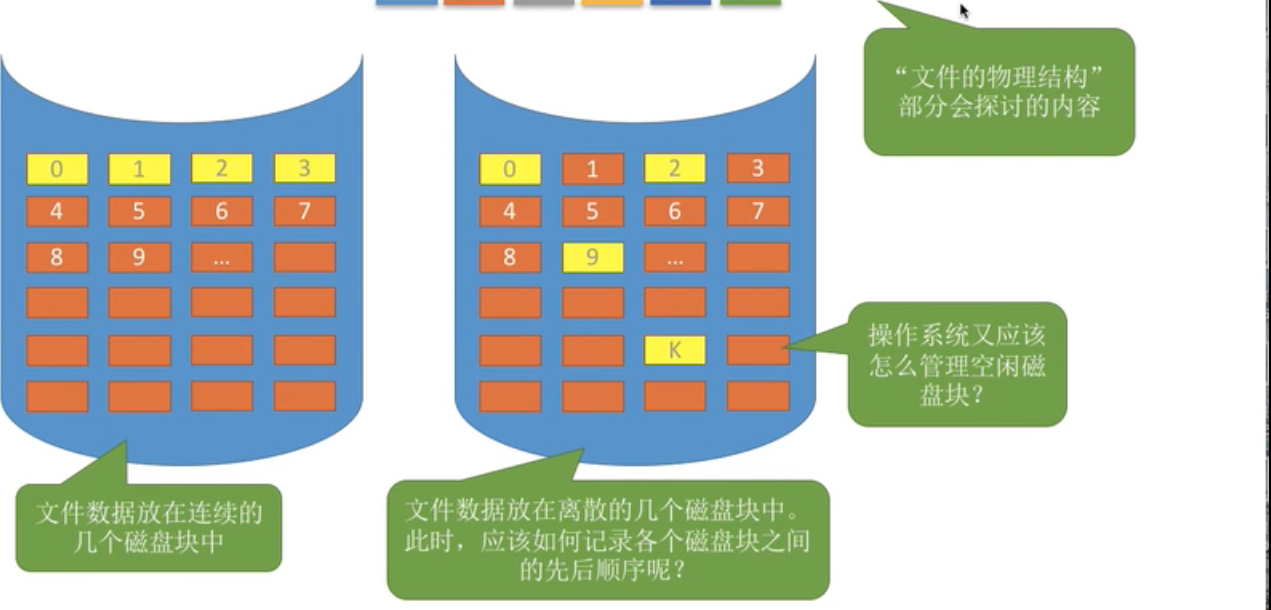 “文件的物理结构”
部分会探讨的内容
0 1 2 3
4 5 6 7
8 9 ...
0 1 2 3
4 5 6 7
8 9 ...
K
操作系统又应该
怎么管理空闲磁
盘块？
文件数据放在连续的
几个磁盘块中
文件数据放在离散的几个磁盘块中。
此时，应该如何记录各个磁盘块之间
的先后顺序呢？